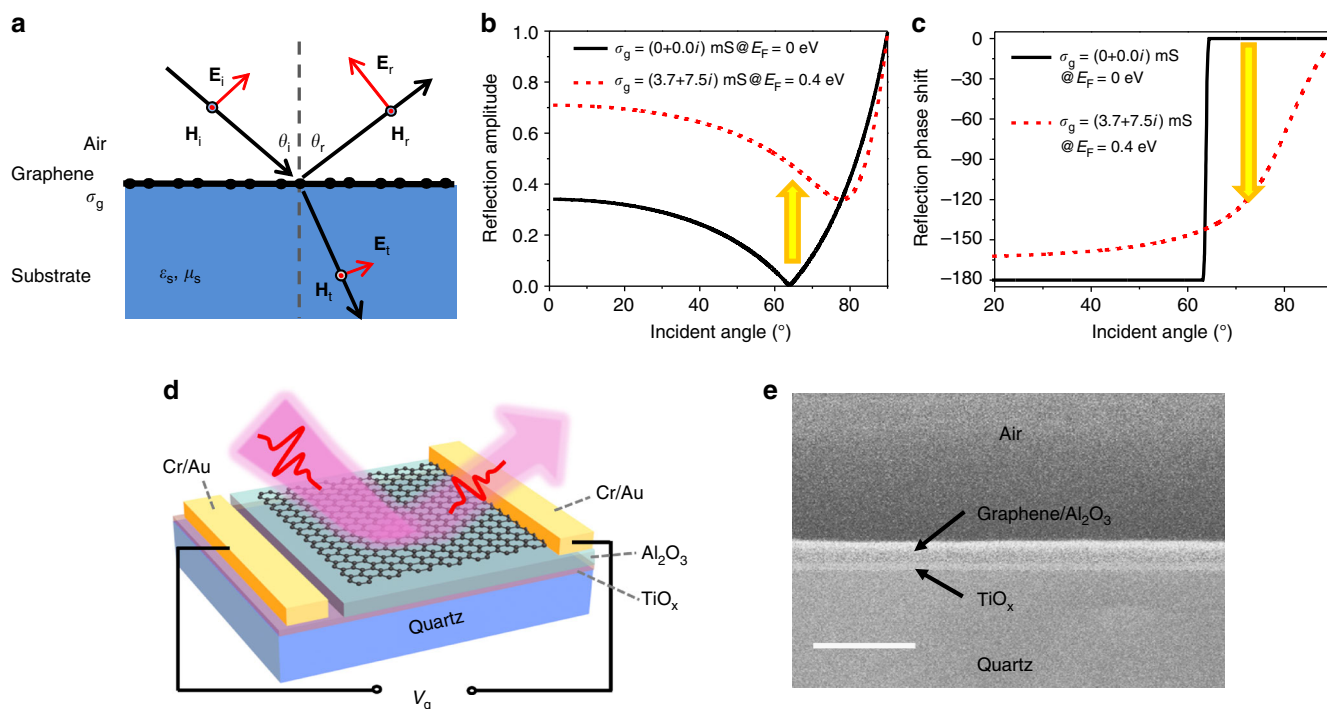 a
E_i
E_r
H_i
θ_i
θ_r
H_r
Air
Graphene
σ_g
E_t
Substrate
ε_s, μ_s
H_t
b
1.0
0.8
0.6
0.4
0.2
0.0
Reflection amplitude
σ_g = (0+0.0i) mS@E_F = 0 eV
σ_g = (3.7+7.5i) mS@E_F = 0.4 eV
0 20 40 60 80
Incident angle (°)
c
0
−30
−60
−90
−120
−150
−180
Reflection phase shift
σ_g = (0+0.0i) mS
@E_F = 0 eV
σ_g = (3.7+7.5i) mS
@E_F = 0.4 eV
20 40 60 80
Incident angle (°)
d
Cr/Au
Cr/Au
Al₂O₃
TiOₓ
Quartz
V_g
e
Air
Graphene/Al₂O₃
TiOₓ
Quartz